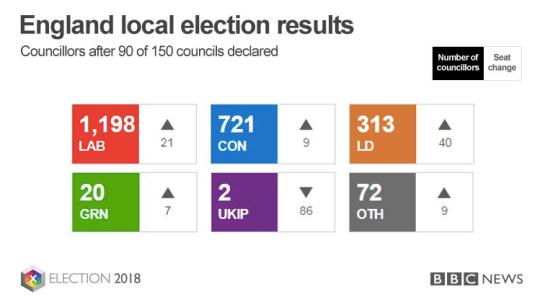 England local election results
Councillors after 90 of 150 councils declared
Number of councillors
Seat change
1,198 LAB
▲ 21
721 CON
▲ 9
313 LD
▲ 40
20 GRN
▲ 7
2 UKIP
▼ 86
72 OTH
▲ 9
X ELECTION 2018
BBC NEWS